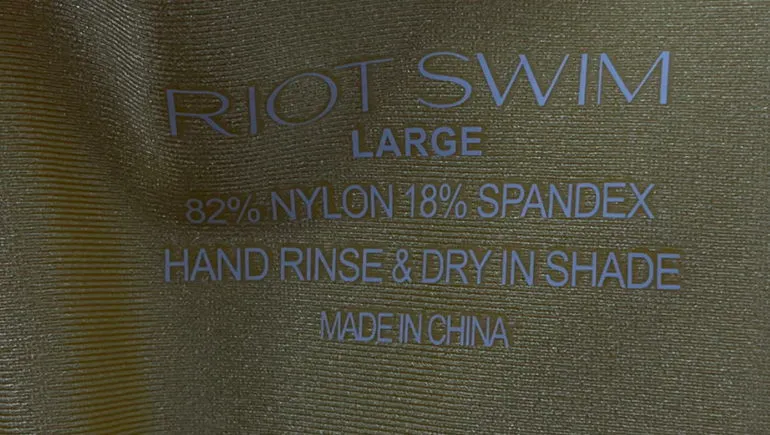 RIOT SWIM
LARGE
82% NYLON 18% SPANDEX
HAND RINSE & DRY IN SHADE
MADE IN CHINA